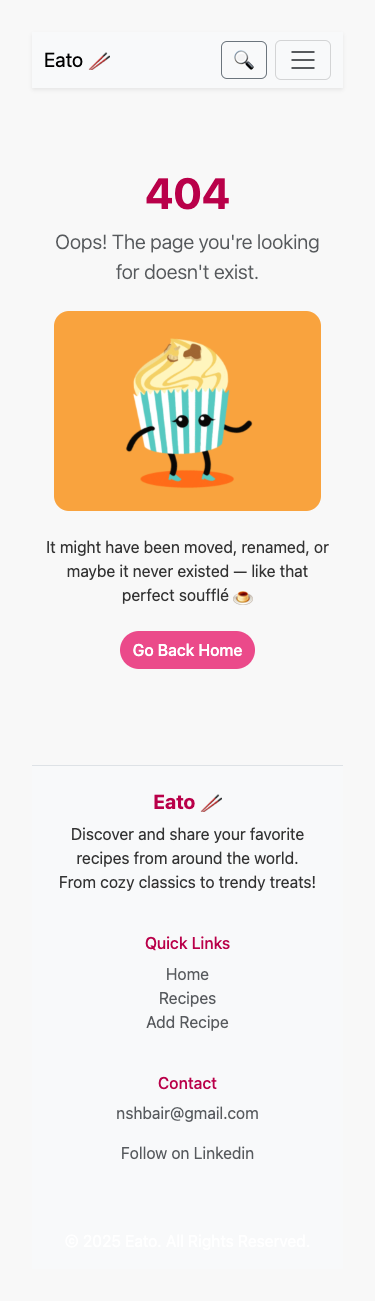 Eato 🥢
404
Oops! The page you're looking
for doesn't exist.
It might have been moved, renamed, or
maybe it never existed — like that
perfect soufflé 🍮
Go Back Home
Eato 🥢
Discover and share your favorite
recipes from around the world.
From cozy classics to trendy treats!
Quick Links
Home
Recipes
Add Recipe
Contact
nshbair@gmail.com
Follow on Linkedin
© 2025 Eato. All Rights Reserved.